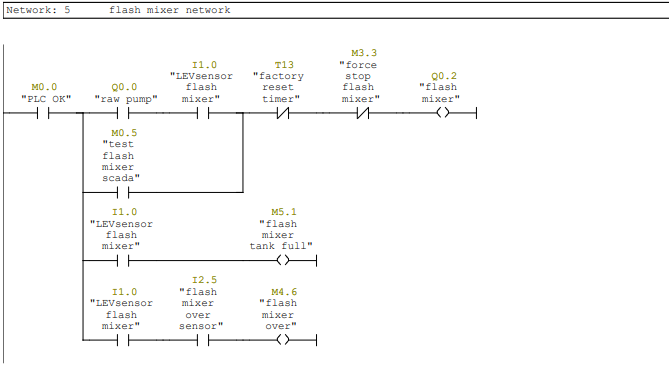 Network: 5 flash mixer network
M0.0
"PLC OK"
Q0.0
"raw pump"
I1.0
"LEVsensor
flash
mixer"
T13
"factory
reset
timer"
M3.3
"force
stop
flash
mixer"
Q0.2
"flash
mixer"
M0.5
"test
flash
mixer
scada"
I1.0
"LEVsensor
flash
mixer"
M5.1
"flash
mixer
tank full"
I1.0
"LEVsensor
flash
mixer"
I2.5
"flash
mixer
over
sensor"
M4.6
"flash
mixer
over"